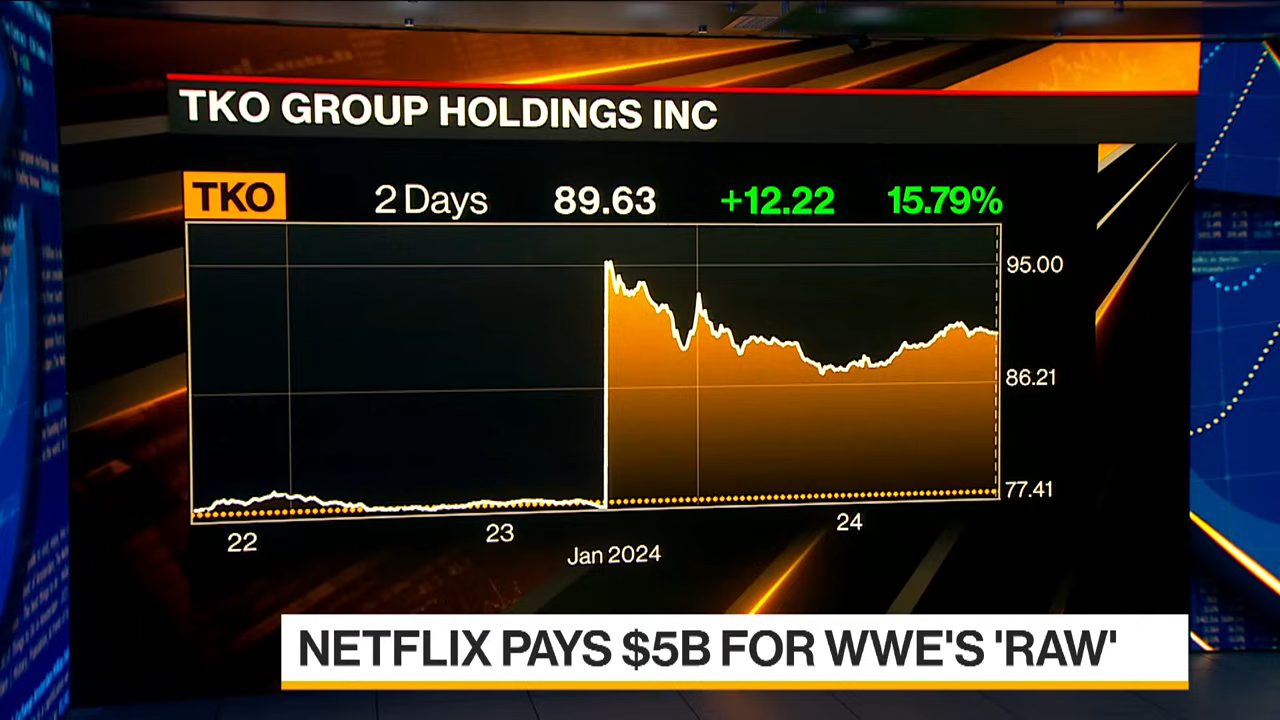 TKO GROUP HOLDINGS INC
TKO 2 Days 89.63 +12.22 15.79%
95.00
86.21
77.41
22 23 24
Jan 2024
NETFLIX PAYS $5B FOR WWE'S 'RAW'